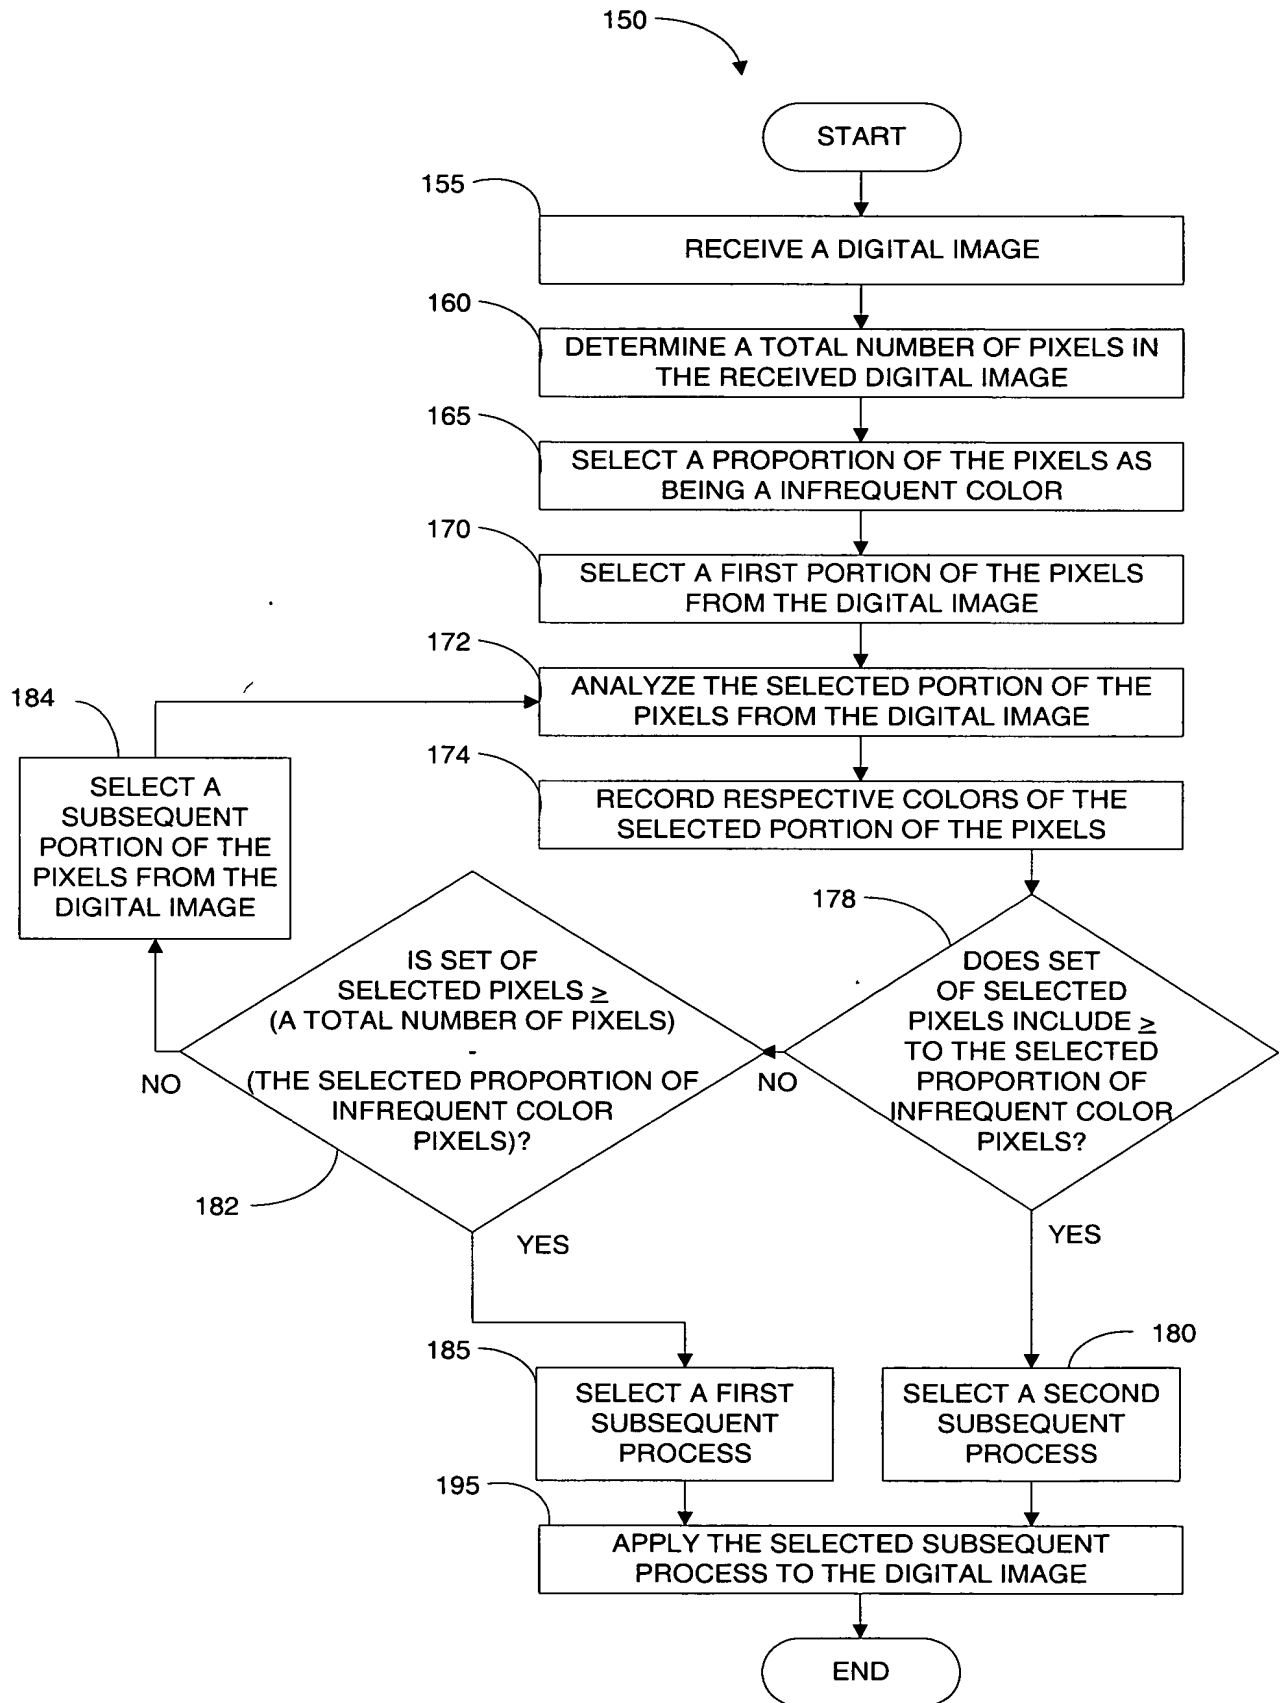 150
START
155
RECEIVE A DIGITAL IMAGE
160
DETERMINE A TOTAL NUMBER OF PIXELS IN
THE RECEIVED DIGITAL IMAGE
165
SELECT A PROPORTION OF THE PIXELS AS
BEING A INFREQUENT COLOR
170
SELECT A FIRST PORTION OF THE PIXELS
FROM THE DIGITAL IMAGE
172
ANALYZE THE SELECTED PORTION OF THE
PIXELS FROM THE DIGITAL IMAGE
184
SELECT A
SUBSEQUENT
PORTION OF THE
PIXELS FROM THE
DIGITAL IMAGE
174
RECORD RESPECTIVE COLORS OF THE
SELECTED PORTION OF THE PIXELS
178
DOES SET
OF SELECTED
PIXELS INCLUDE ≥
TO THE SELECTED
PROPORTION OF
INFREQUENT COLOR
PIXELS?
NO
IS SET OF
SELECTED PIXELS ≥
(A TOTAL NUMBER OF PIXELS)
-
(THE SELECTED PROPORTION OF
INFREQUENT COLOR
PIXELS)?
NO
182
YES
YES
185
SELECT A FIRST
SUBSEQUENT
PROCESS
180
SELECT A SECOND
SUBSEQUENT
PROCESS
195
APPLY THE SELECTED SUBSEQUENT
PROCESS TO THE DIGITAL IMAGE
END